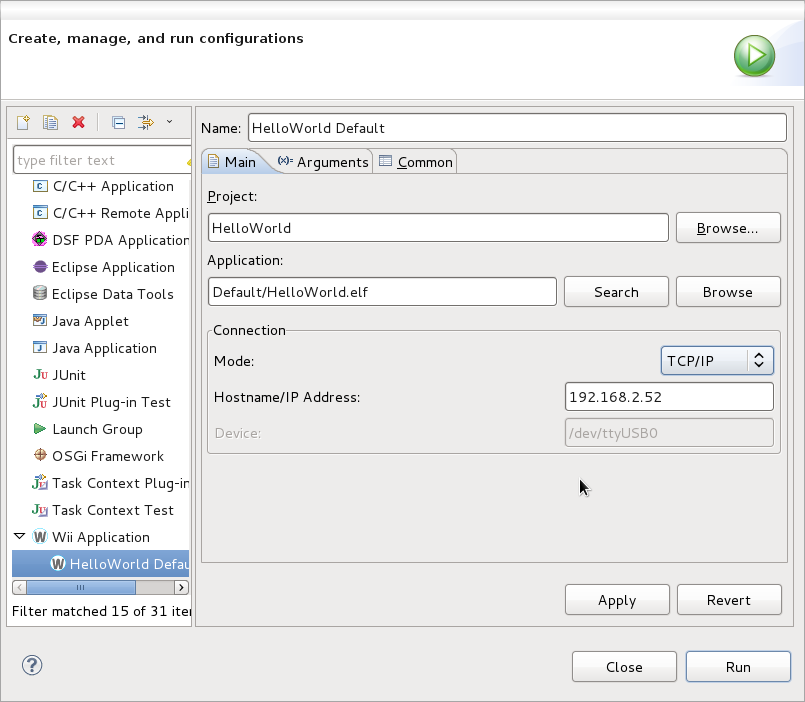 Create, manage, and run configurations
type filter text
C/C++ Application
C/C++ Remote Appli
DSF PDA Application
Eclipse Application
Eclipse Data Tools
Java Applet
Java Application
JUnit
JUnit Plug-in Test
Launch Group
OSGi Framework
Task Context Plug-in
Task Context Test
Wii Application
HelloWorld Defau
Filter matched 15 of 31 iter
Name: HelloWorld Default
Main (x)= Arguments Common
Project:
HelloWorld Browse...
Application:
Default/HelloWorld.elf Search Browse
Connection
Mode: TCP/IP
Hostname/IP Address: 192.168.2.52
Device: /dev/ttyUSB0
Apply Revert
Close Run